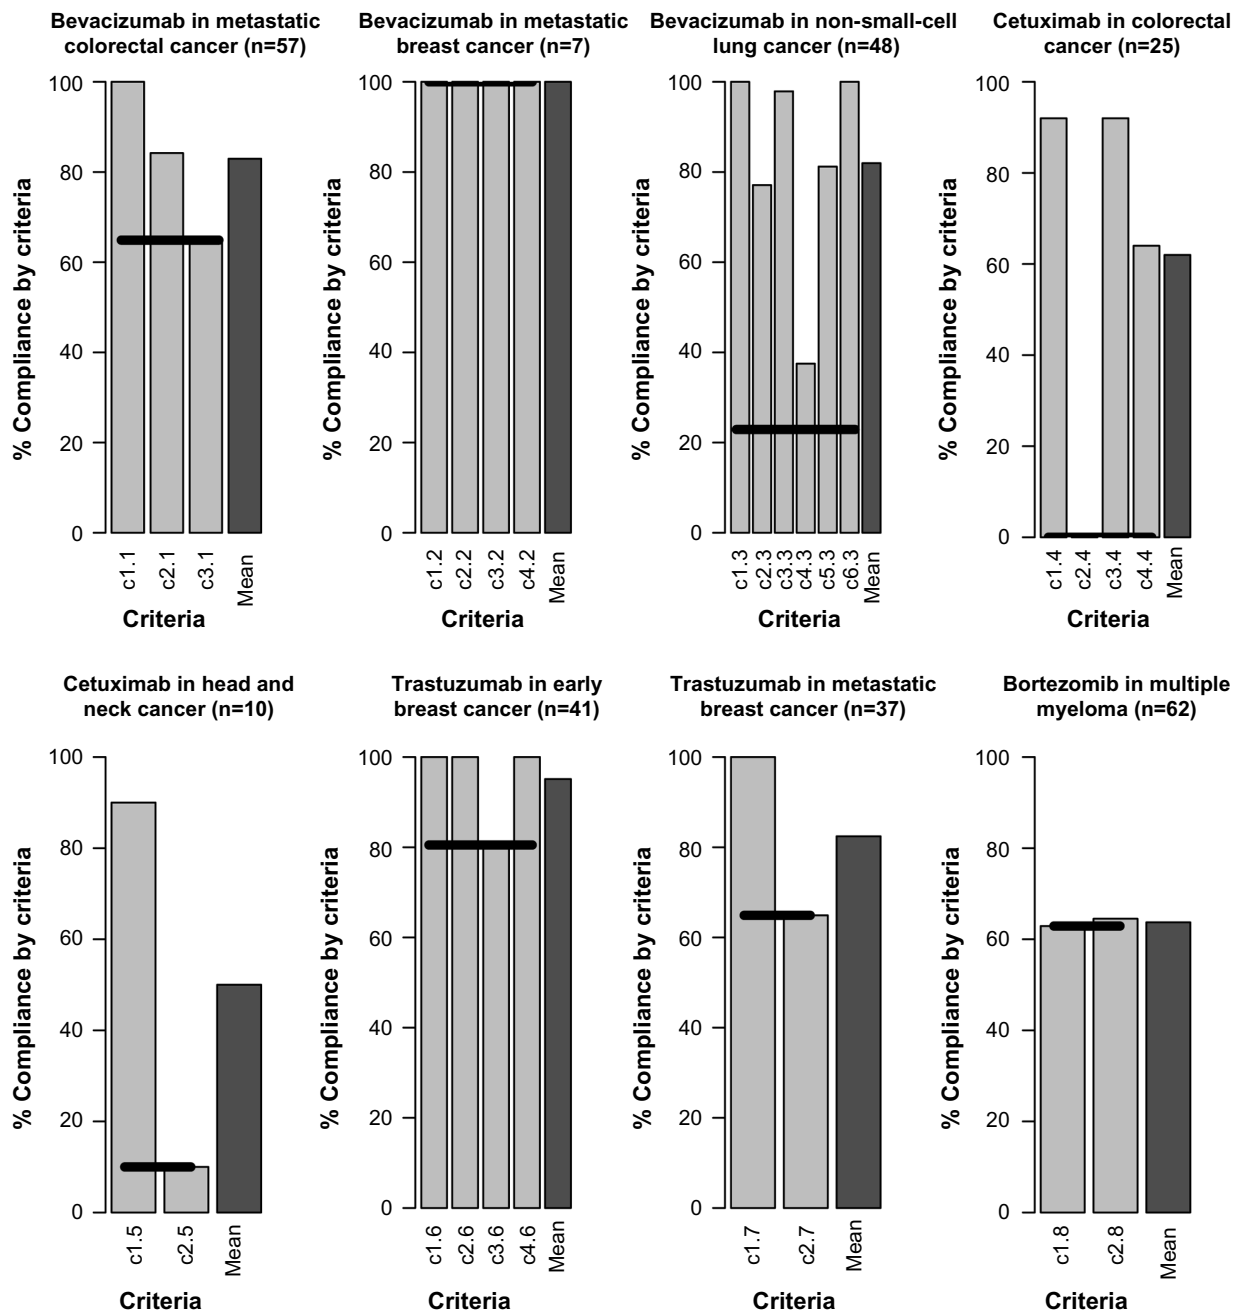 Bevacizumab in metastatic
colorectal cancer (n=57)
% Compliance by criteria
100
80
60
40
20
0
c1.1
c2.1
c3.1
Mean
Criteria
Bevacizumab in metastatic
breast cancer (n=7)
% Compliance by criteria
100
80
60
40
20
0
c1.2
c2.2
c3.2
c4.2
Mean
Criteria
Bevacizumab in non-small-cell
lung cancer (n=48)
% Compliance by criteria
100
80
60
40
20
0
c1.3
c2.3
c3.3
c4.3
c5.3
c6.3
Mean
Criteria
Cetuximab in colorectal
cancer (n=25)
% Compliance by criteria
100
80
60
40
20
0
c1.4
c2.4
c3.4
c4.4
Mean
Criteria
Cetuximab in head and
neck cancer (n=10)
% Compliance by criteria
100
80
60
40
20
0
c1.5
c2.5
Mean
Criteria
Trastuzumab in early
breast cancer (n=41)
% Compliance by criteria
100
80
60
40
20
0
c1.6
c2.6
c3.6
c4.6
Mean
Criteria
Trastuzumab in metastatic
breast cancer (n=37)
% Compliance by criteria
100
80
60
40
20
0
c1.7
c2.7
Mean
Criteria
Bortezomib in multiple
myeloma (n=62)
% Compliance by criteria
100
80
60
40
20
0
c1.8
c2.8
Mean
Criteria